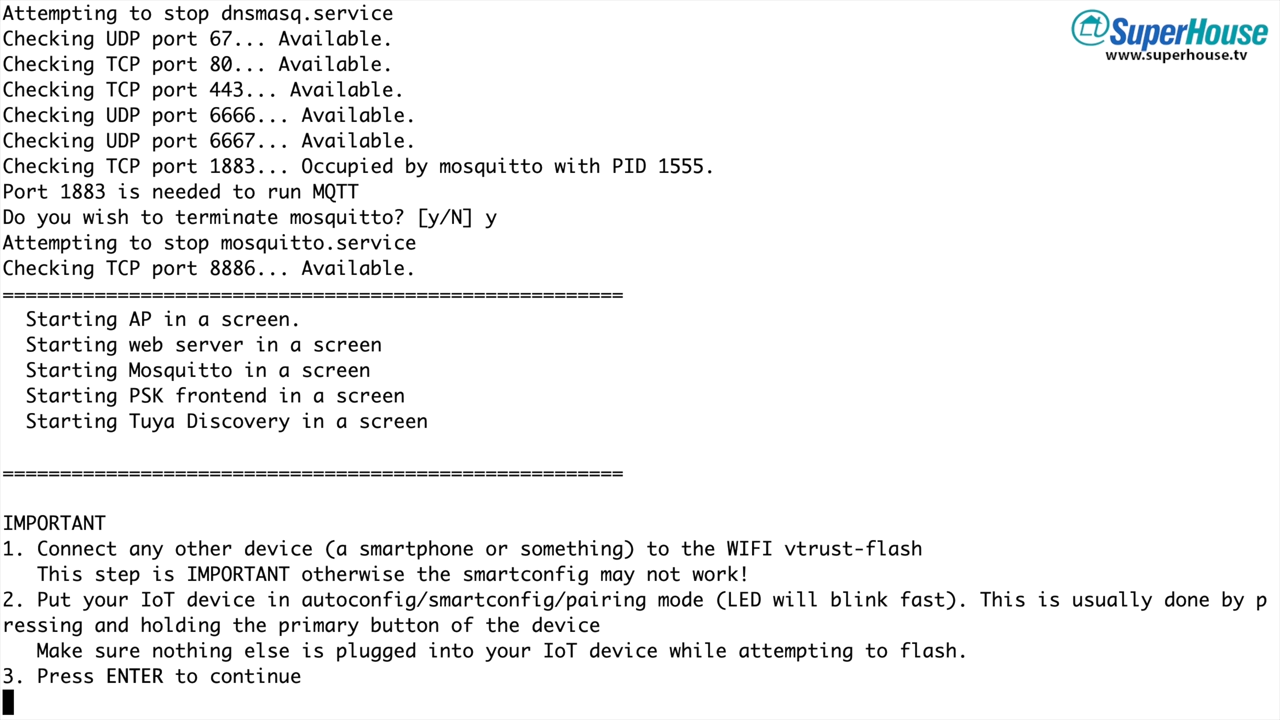 Attempting to stop dnsmasq.service
Checking UDP port 67... Available.
Checking TCP port 80... Available.
Checking TCP port 443... Available.
Checking UDP port 6666... Available.
Checking UDP port 6667... Available.
Checking TCP port 1883... Occupied by mosquitto with PID 1555.
Port 1883 is needed to run MQTT
Do you wish to terminate mosquitto? [y/N] y
Attempting to stop mosquitto.service
Checking TCP port 8886... Available.
======================================================
  Starting AP in a screen.
  Starting web server in a screen
  Starting Mosquitto in a screen
  Starting PSK frontend in a screen
  Starting Tuya Discovery in a screen
======================================================
IMPORTANT
1. Connect any other device (a smartphone or something) to the WIFI vtrust-flash
   This step is IMPORTANT otherwise the smartconfig may not work!
2. Put your IoT device in autoconfig/smartconfig/pairing mode (LED will blink fast). This is usually done by p
ressing and holding the primary button of the device
   Make sure nothing else is plugged into your IoT device while attempting to flash.
3. Press ENTER to continue
SuperHouse
www.superhouse.tv